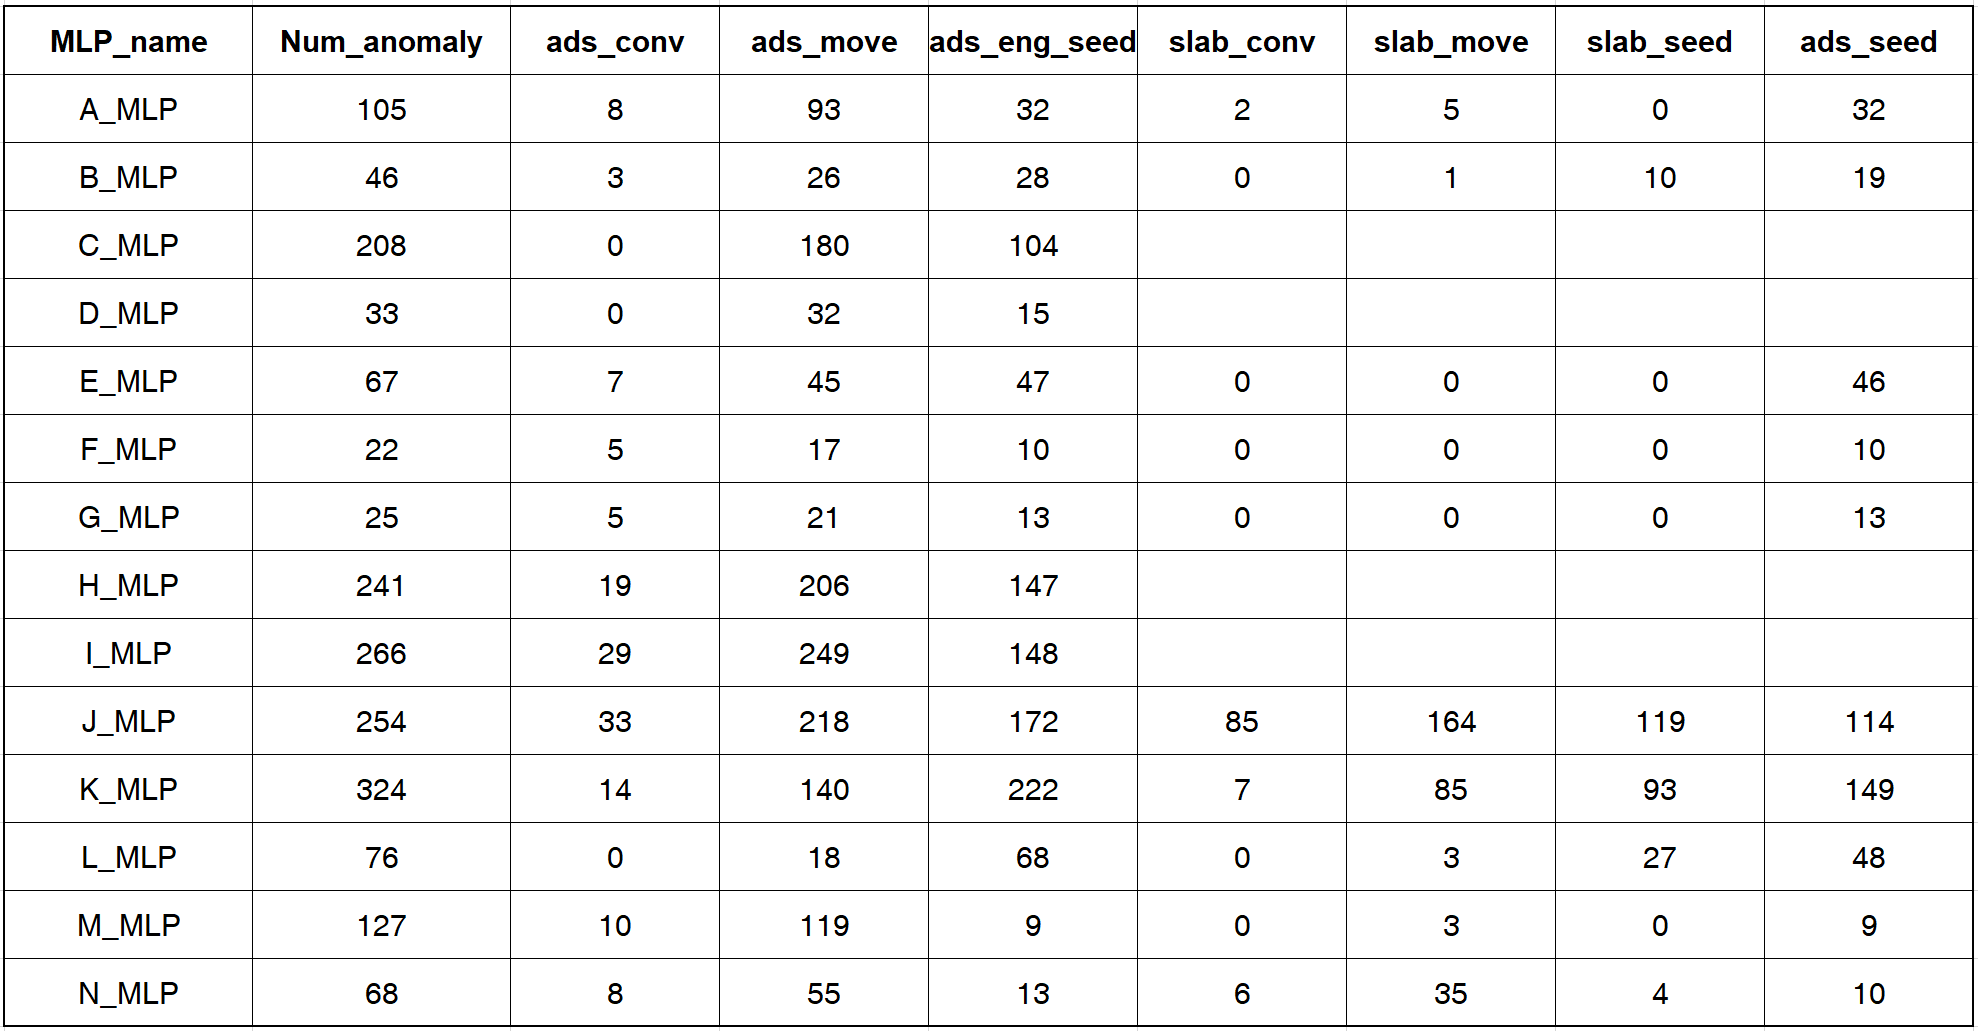 MLP_name Num_anomaly ads_conv ads_move ads_eng_seed slab_conv slab_move slab_seed ads_seed
A_MLP 105 8 93 32 2 5 0 32
B_MLP 46 3 26 28 0 1 10 19
C_MLP 208 0 180 104
D_MLP 33 0 32 15
E_MLP 67 7 45 47 0 0 0 46
F_MLP 22 5 17 10 0 0 0 10
G_MLP 25 5 21 13 0 0 0 13
H_MLP 241 19 206 147
I_MLP 266 29 249 148
J_MLP 254 33 218 172 85 164 119 114
K_MLP 324 14 140 222 7 85 93 149
L_MLP 76 0 18 68 0 3 27 48
M_MLP 127 10 119 9 0 3 0 9
N_MLP 68 8 55 13 6 35 4 10